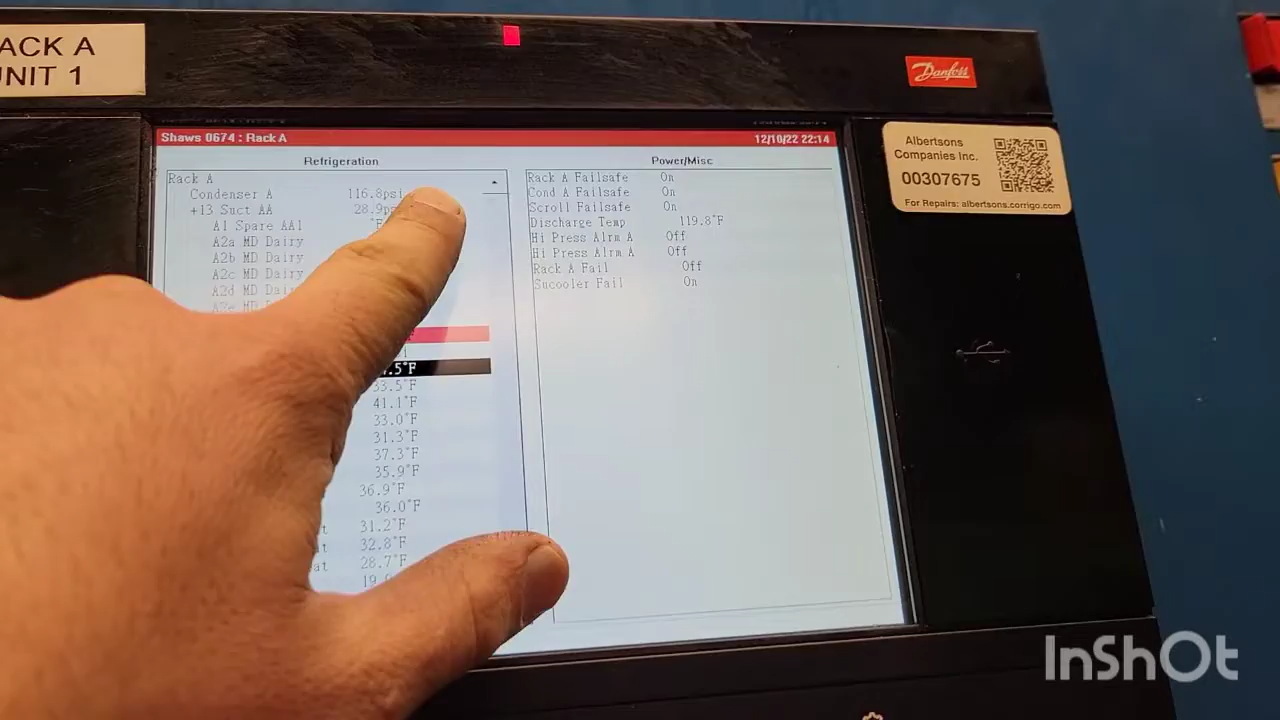 ACK A
UNIT 1
Danfoss
Shaws 0674 : Rack A
12/10/22 22:14
Refrigeration
Power/Misc
Rack A
Condenser A 116.8psi
+13 Suct AA 28.9ps
A1 Spare AA1 °F
A2a MD Dairy
A2b MD Dairy
A2c MD Dairy
A2d MD Dairy
A2e MD D
.5°F
33.5°F
41.1°F
33.0°F
31.3°F
37.3°F
35.9°F
36.9°F
36.0°F
t 31.2°F
at 32.8°F
at 28.7°F
19.
Rack A Failsafe On
Cond A Failsafe On
Scroll Failsafe On
Discharge Temp 119.8°F
Hi Press Alrm A Off
Hi Press Alrm A Off
Rack A Fail Off
Sucooler Fail On
Albertsons
Companies Inc.
00307675
For Repairs: albertsons.corrigo.com
InShOt